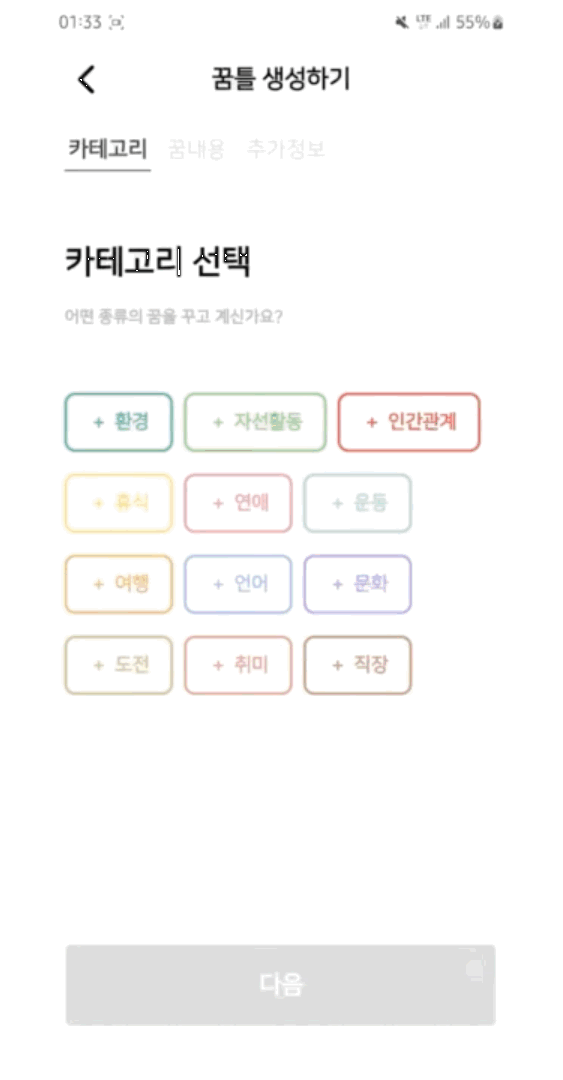 01:33 LTE 55%
꿈틀 생성하기
카테고리 꿈내용 추가정보
카테고리 선택
어떤 종류의 꿈을 꾸고 계신가요?
+ 환경 + 자선활동 + 인간관계
+ 휴식 + 연애 + 운동
+ 여행 + 언어 + 문화
+ 도전 + 취미 + 직장
다음